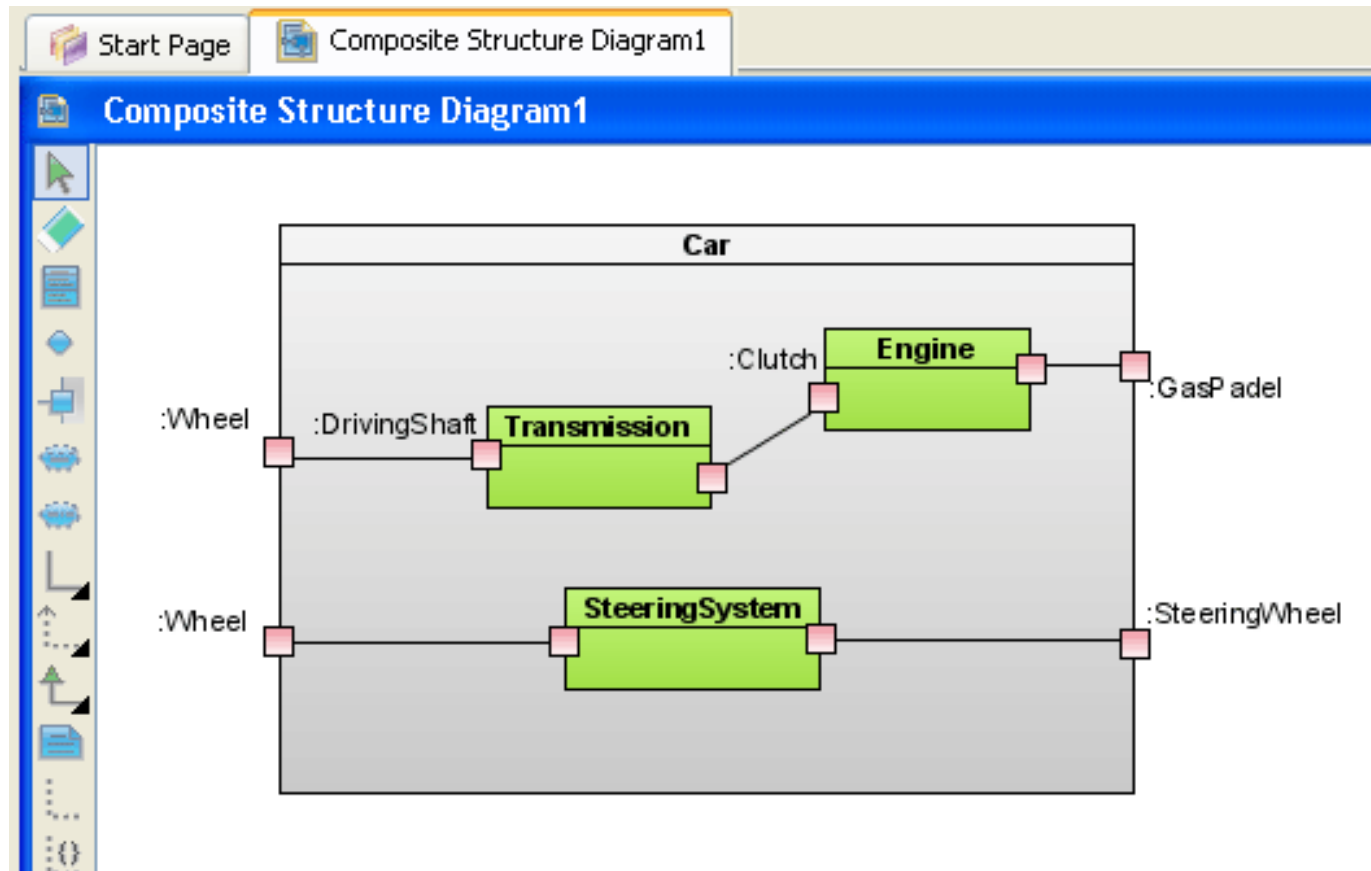 Start Page
Composite Structure Diagram1
Composite Structure Diagram1
Car
:Clutch
Engine
:GasPadel
:Wheel
:DrivingShaft
Transmission
:Wheel
SteeringSystem
:SteeringWheel
{}